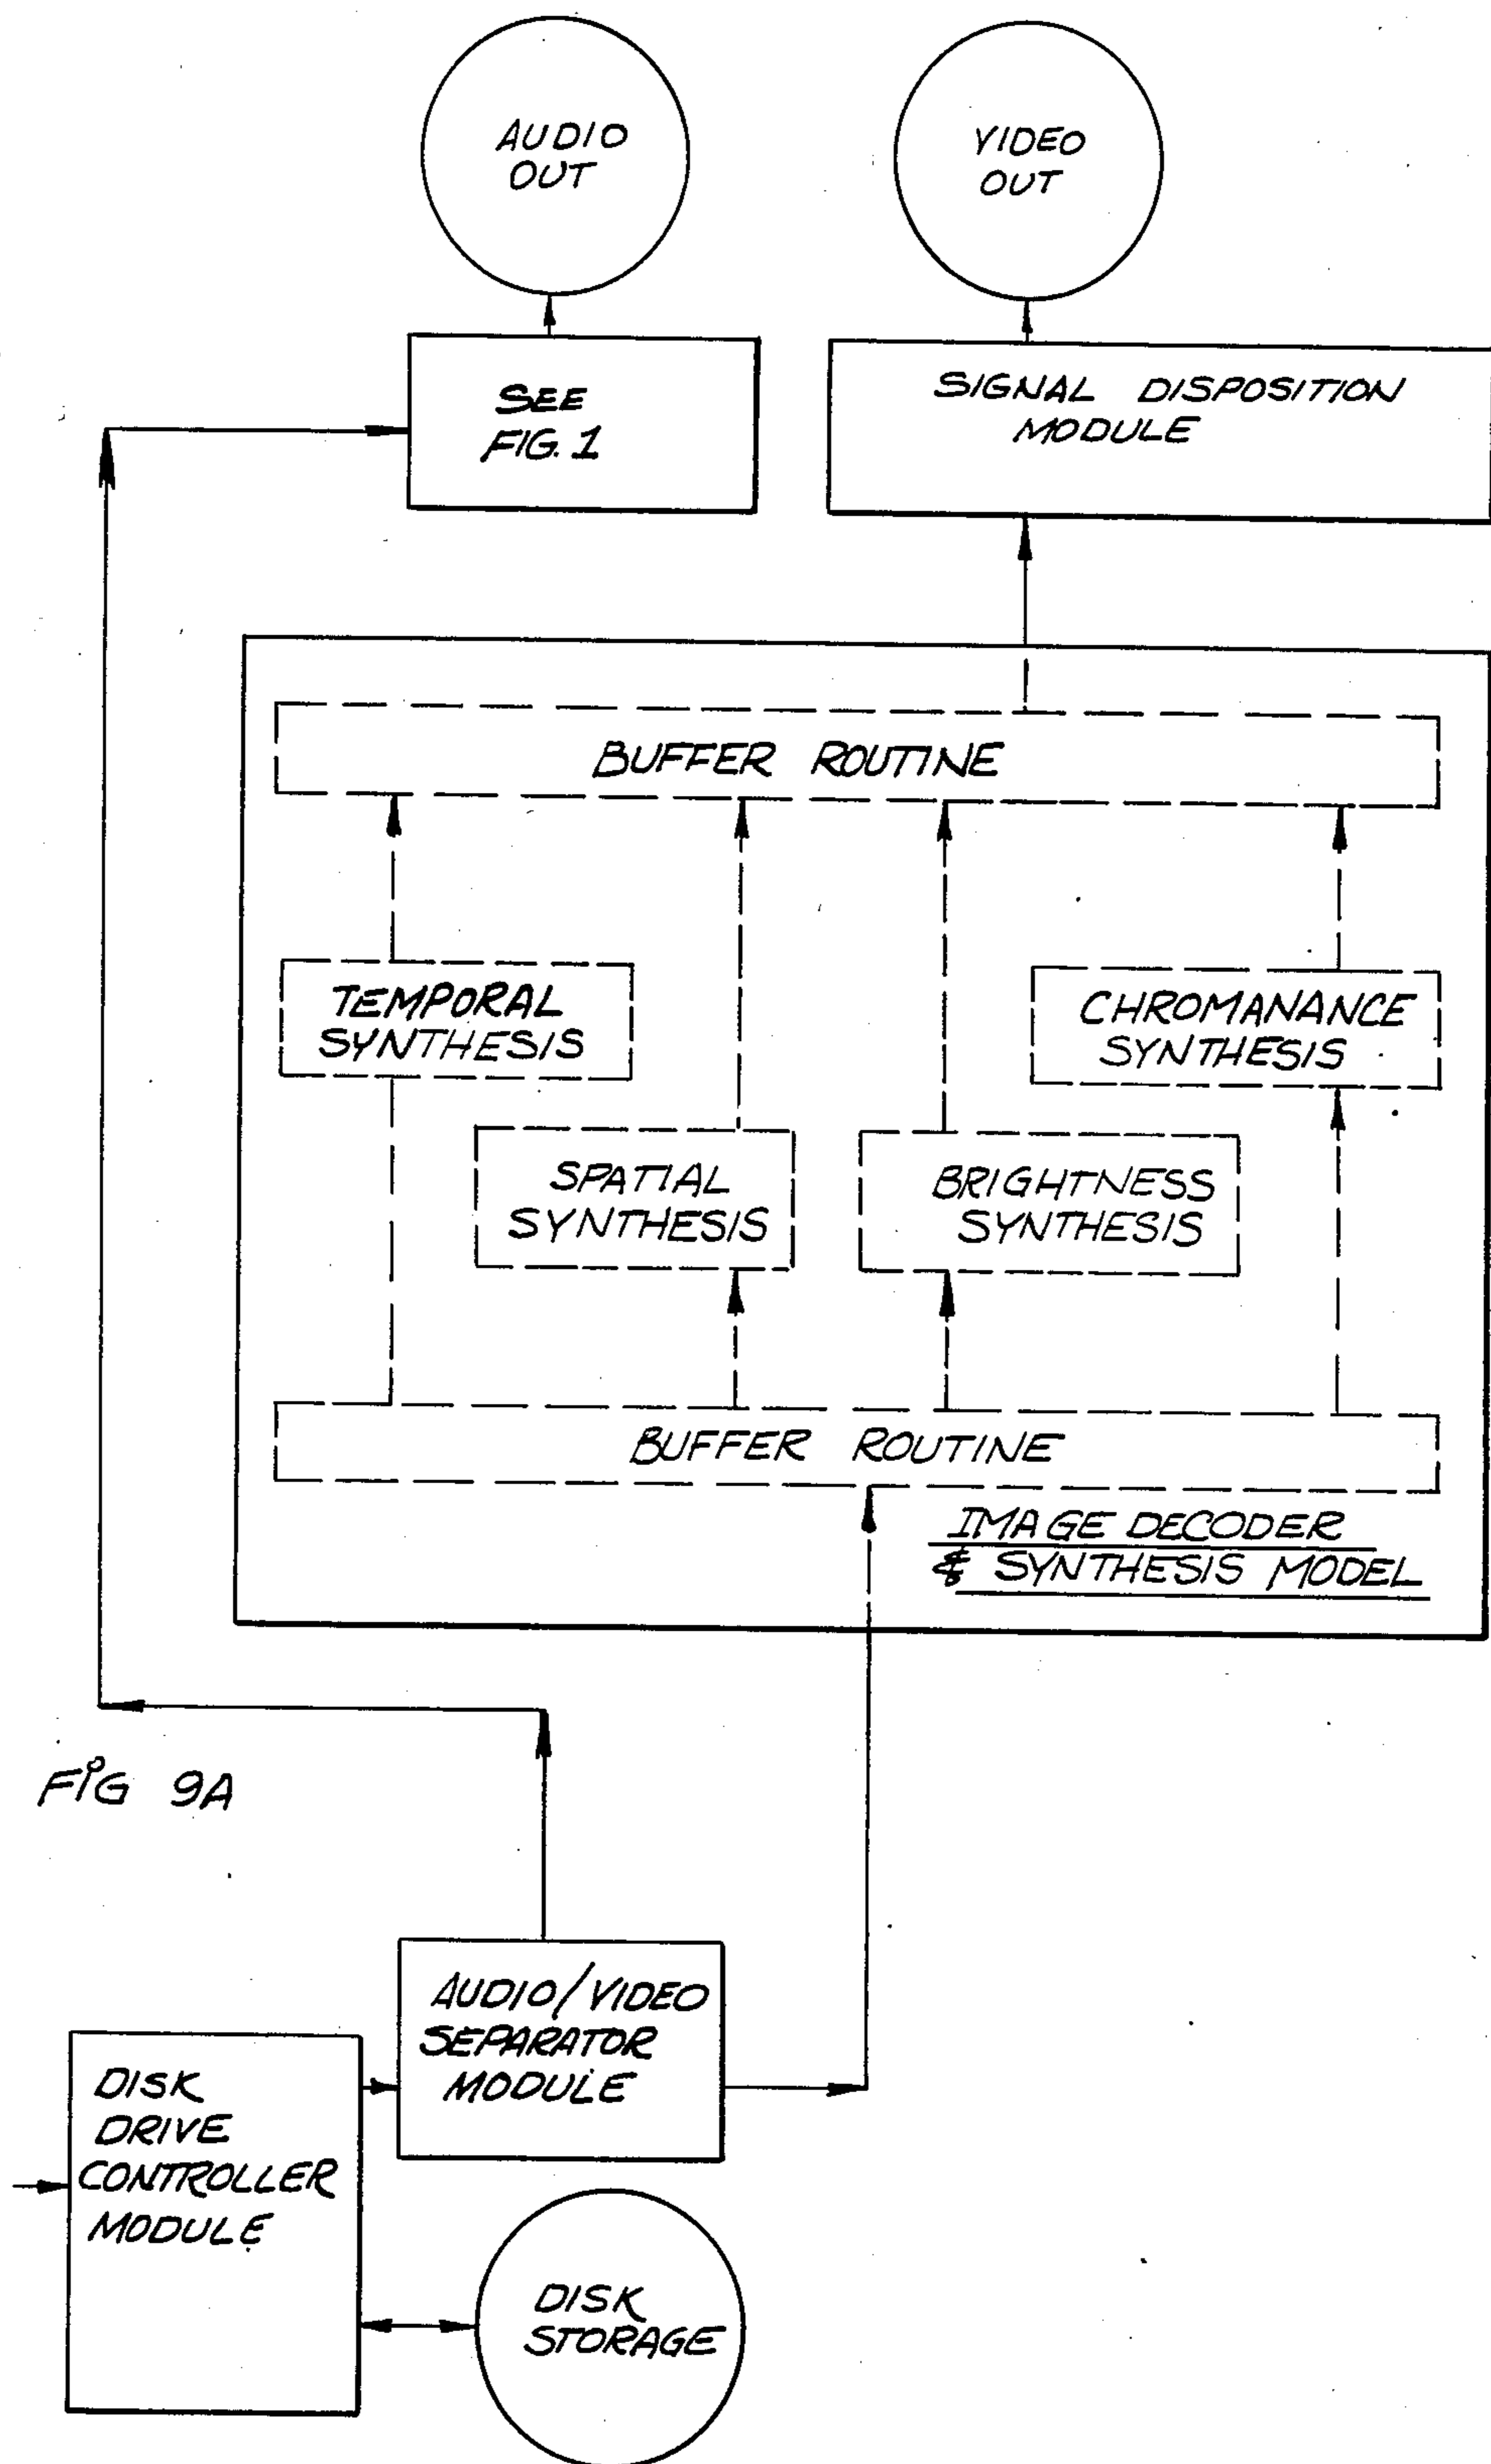 AUDIO
OUT
VIDEO
OUT
SEE
FIG. 1
SIGNAL DISPOSITION
MODULE
BUFFER ROUTINE
TEMPORAL
SYNTHESIS
CHROMANANCE
SYNTHESIS
SPATIAL
SYNTHESIS
BRIGHTNESS
SYNTHESIS
BUFFER ROUTINE
IMAGE DECODER
& SYNTHESIS MODEL
FIG 9A
AUDIO/VIDEO
SEPARATOR
MODULE
DISK
DRIVE
CONTROLLER
MODULE
DISK
STORAGE